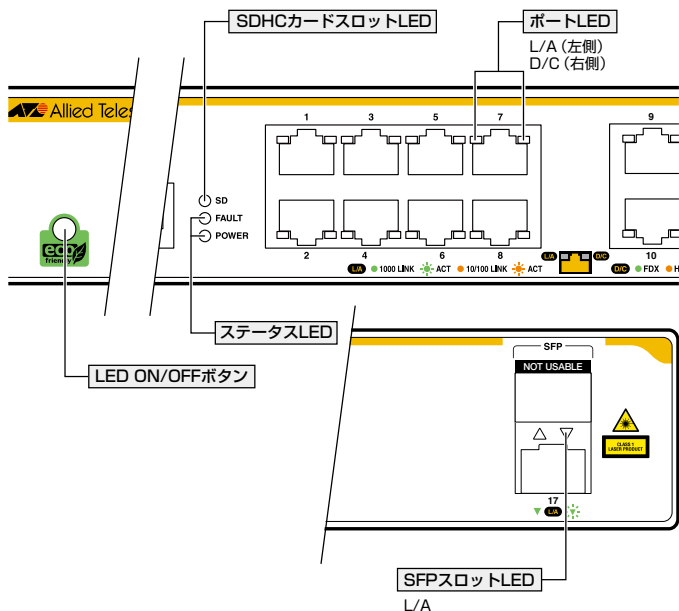 SDHCカードスロットLED
ポートLED
L/A（左側）
D/C（右側）
Allied Teles
1 3 5 7 9
SD
FAULT
POWER
eco
friendly
2 4 6 8 10
L/A 1000 LINK ACT 10/100 LINK ACT L/A D/C D/C FDX H
ステータスLED
LED ON/OFFボタン
SFP
NOT USABLE
CLASS 1
LASER PRODUCT
17
L/A
SFPスロットLED
L/A